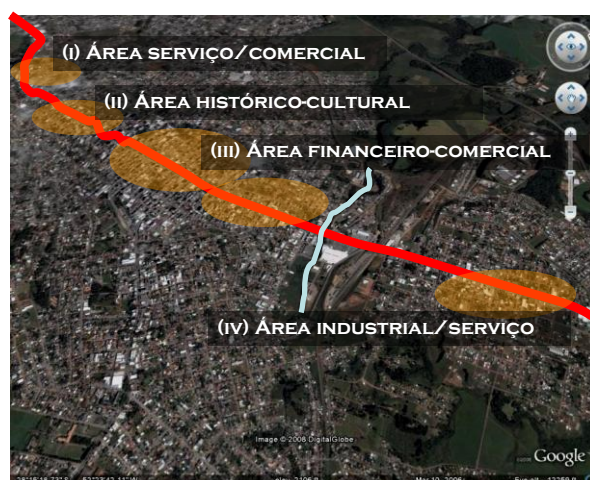 (I) ÁREA SERVIÇO/COMERCIAL
(II) ÁREA HISTÓRICO-CULTURAL
(III) ÁREA FINANCEIRO-COMERCIAL
(IV) ÁREA INDUSTRIAL/SERVIÇO
Image © 2008 DigitalGlobe
Google